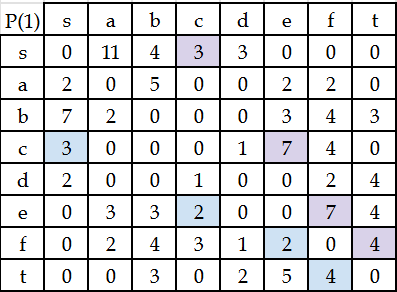 P(1) s a b c d e f t
s 0 11 4 3 3 0 0 0
a 2 0 5 0 0 2 2 0
b 7 2 0 0 0 3 4 3
c 3 0 0 0 1 7 4 0
d 2 0 0 1 0 0 2 4
e 0 3 3 2 0 0 7 4
f 0 2 4 3 1 2 0 4
t 0 0 3 0 2 5 4 0